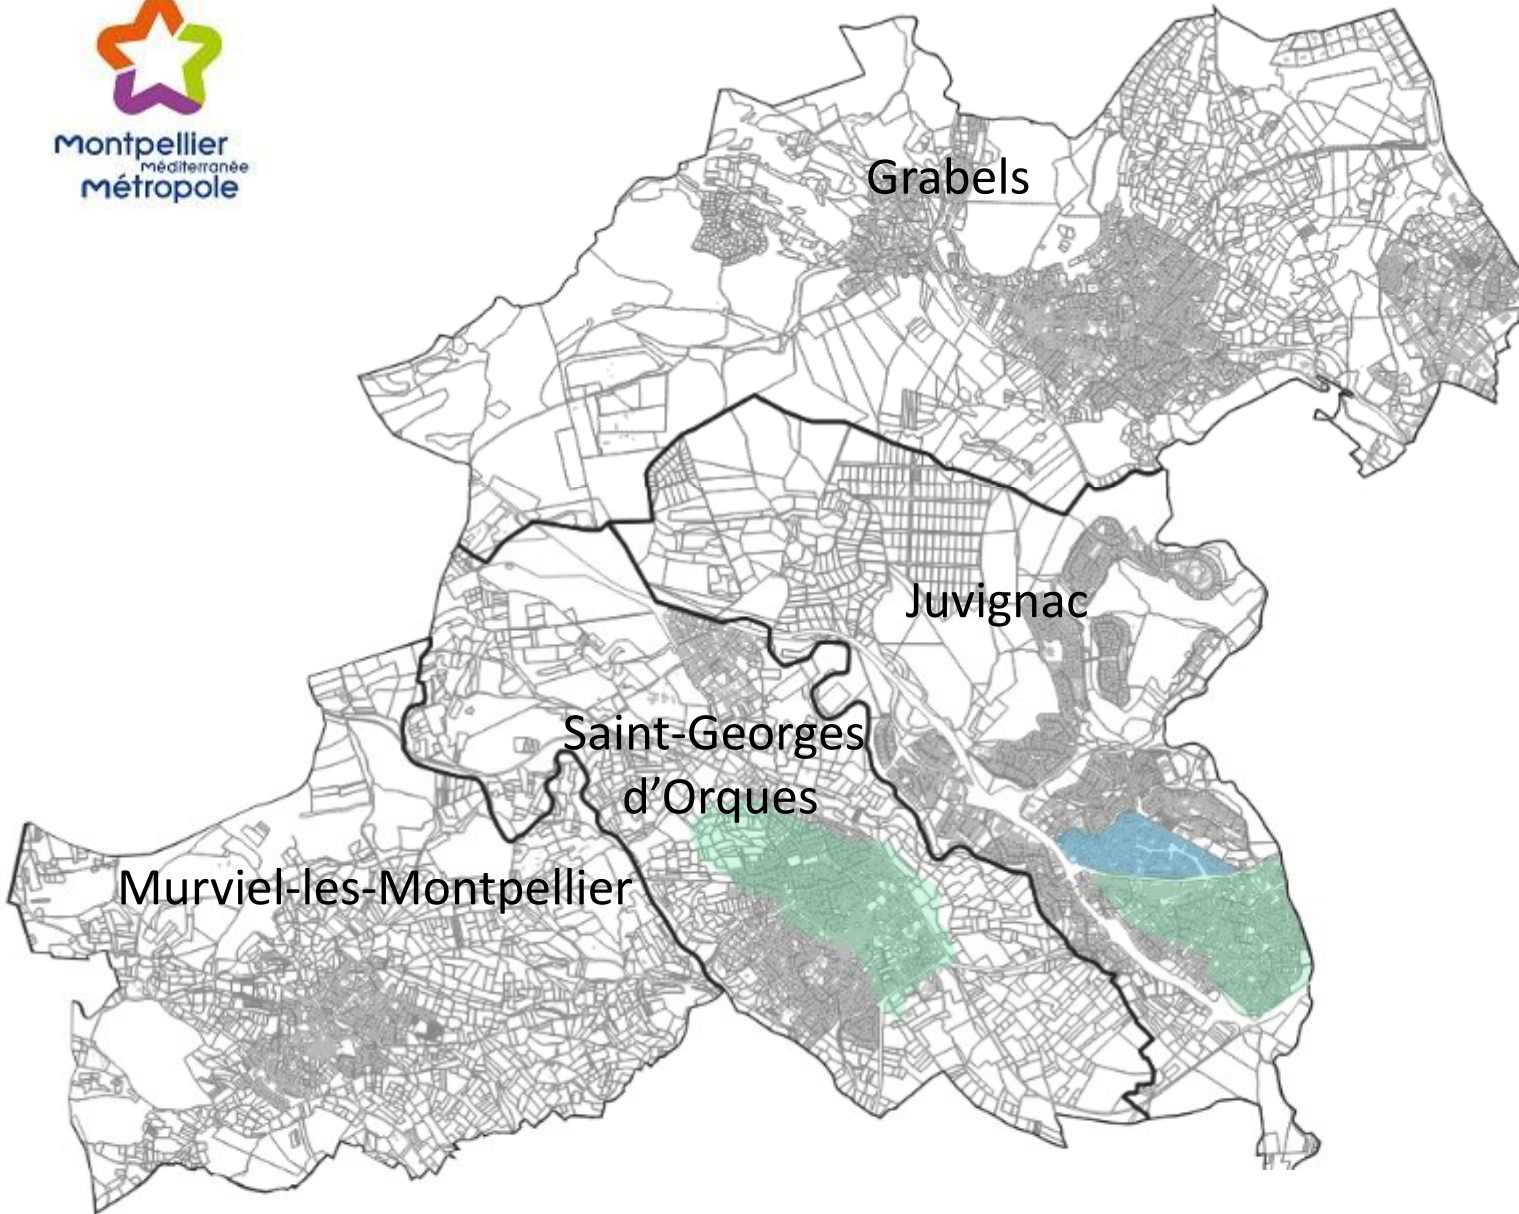 Montpellier
méditerranée
Métropole
Grabels
Juvignac
Saint-Georges
d’Orques
Murviel-les-Montpellier